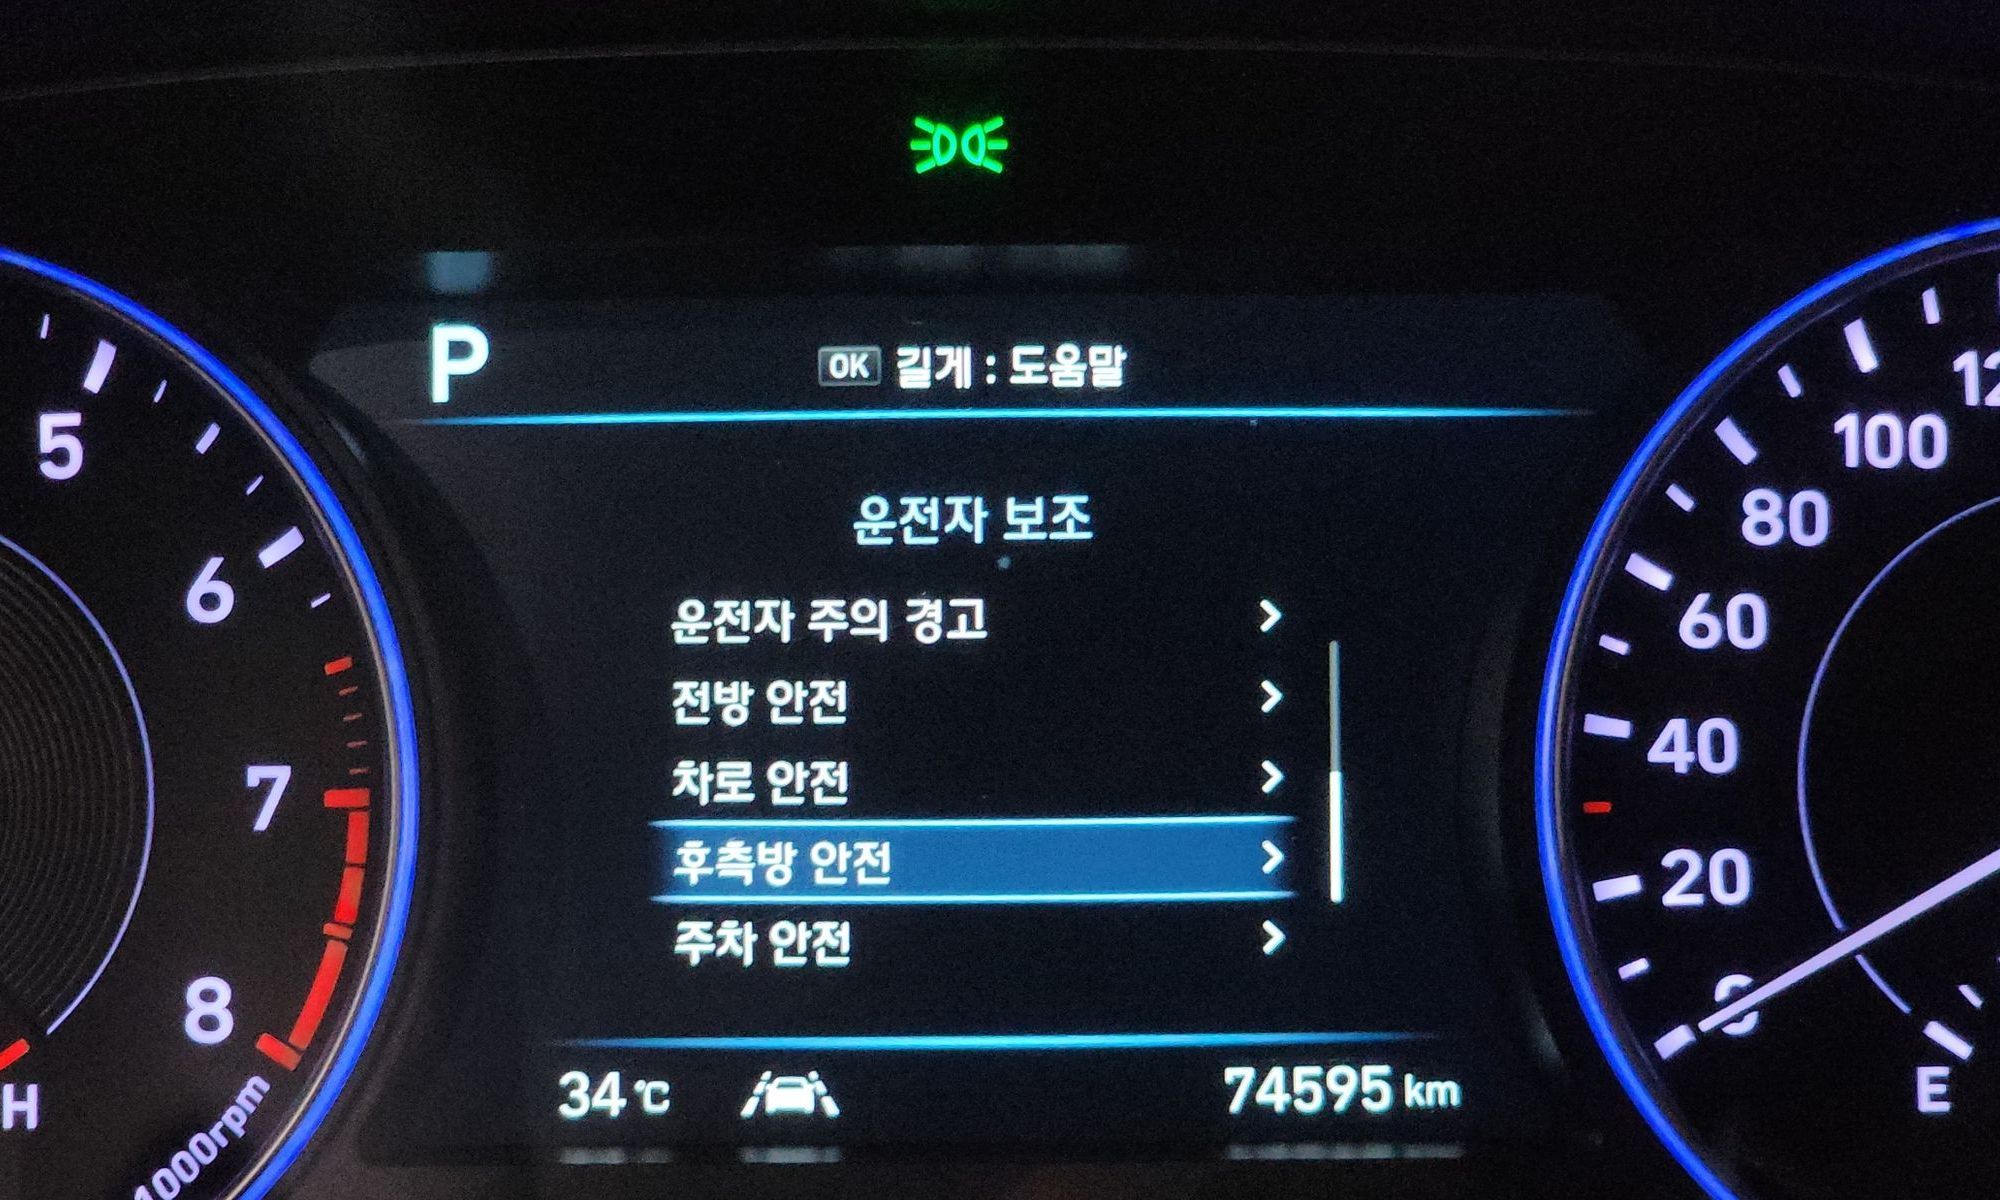 P
OK 길게 : 도움말
운전자 보조
운전자 주의 경고 >
전방 안전 >
차로 안전 >
후측방 안전 >
주차 안전 >
34 ℃
74595 km
5
6
7
8
1000rpm
H
100
80
60
40
20
0
E